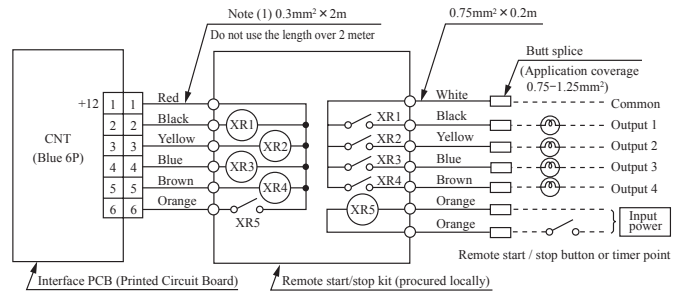 Note (1) 0.3mm² × 2m
Do not use the length over 2 meter
0.75mm² × 0.2m
Butt splice
(Application coverage
0.75−1.25mm²)
CNT
(Blue 6P)
+12 1 1 Red
2 2 Black XR1
3 3 Yellow XR2
4 4 Blue XR3
5 5 Brown XR4
6 6 Orange XR5
White Common
XR1 Black Output 1
XR2 Yellow Output 2
XR3 Blue Output 3
XR4 Brown Output 4
XR5 Orange
Orange
Input
power
Remote start / stop button or timer point
Interface PCB (Printed Circuit Board)
Remote start/stop kit (procured locally)